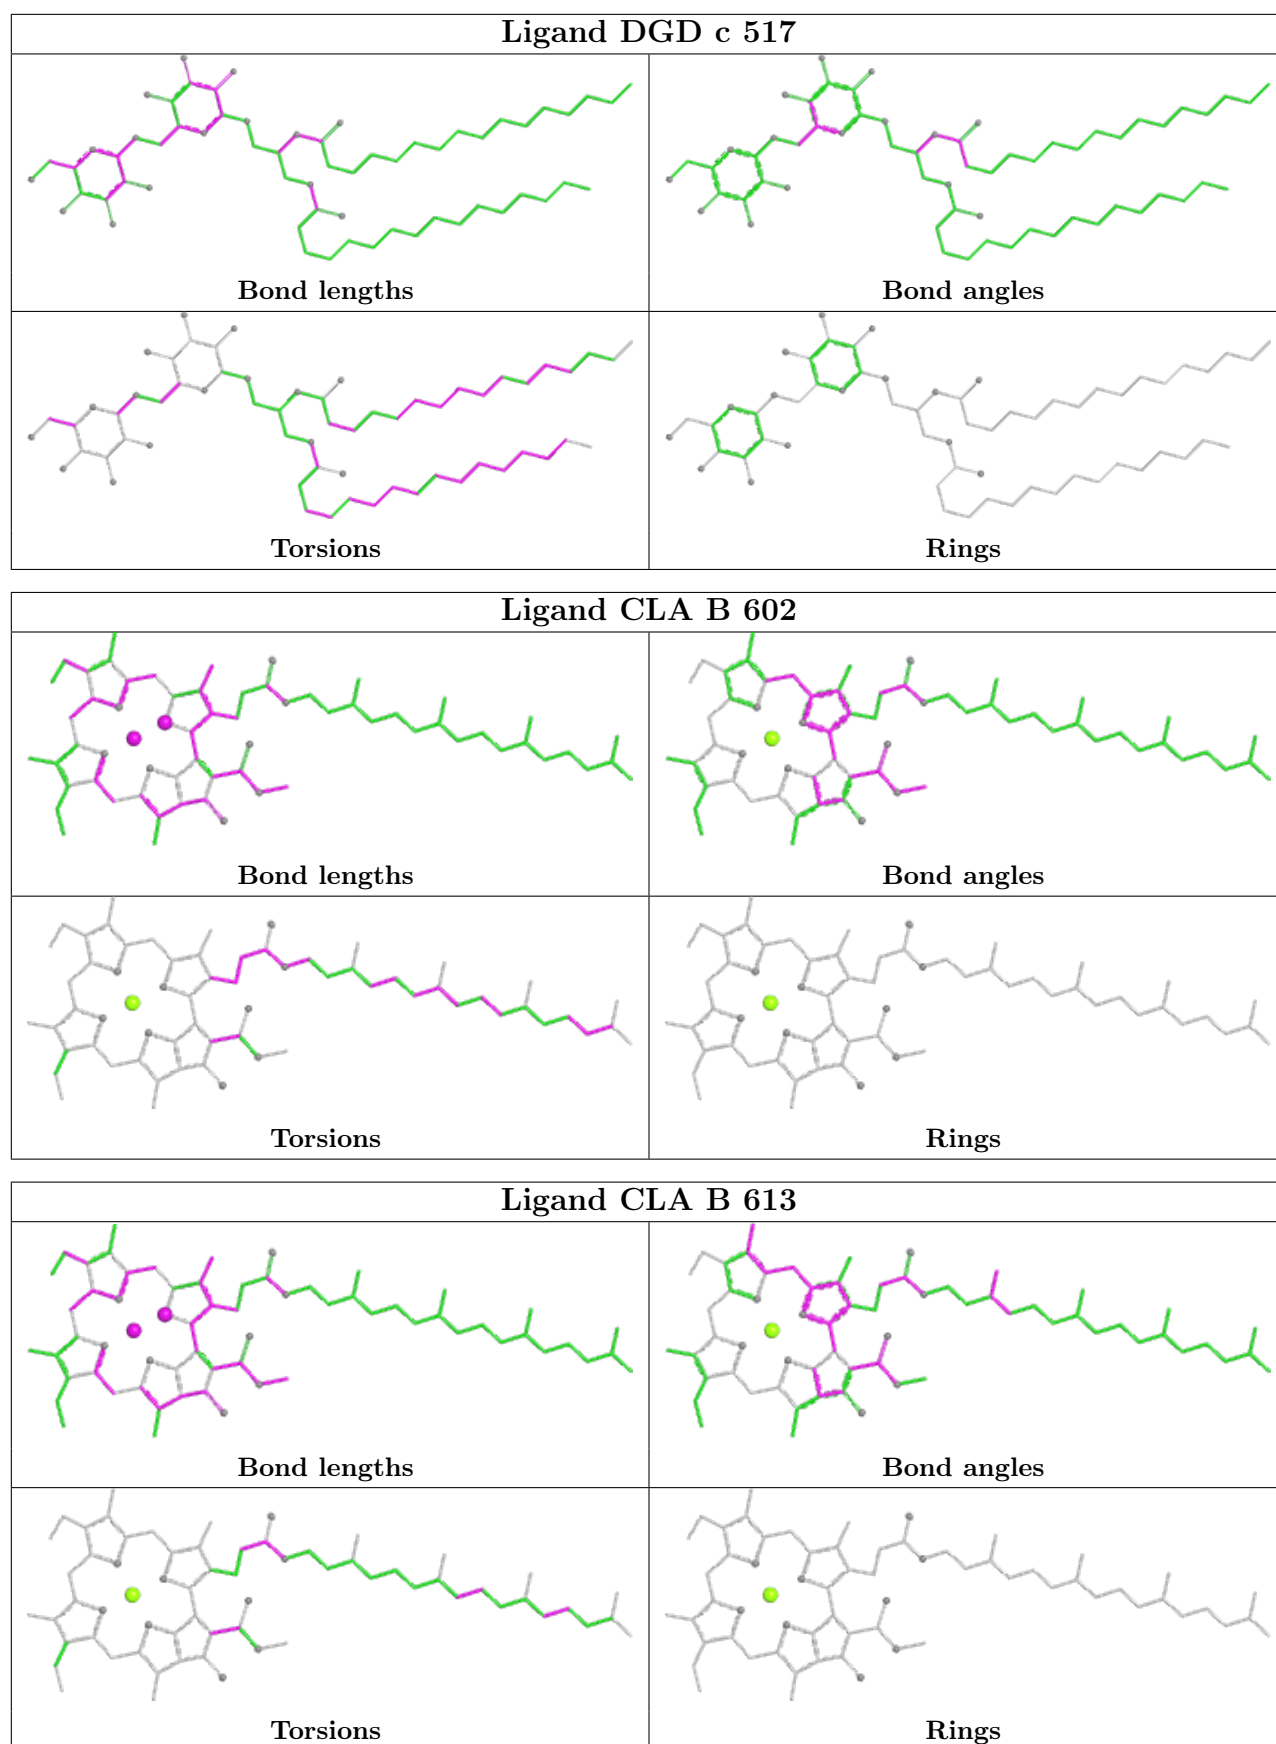 Ligand DGD c 517
Bond lengths
Bond angles
Torsions
Rings
Ligand CLA B 602
Bond lengths
Bond angles
Torsions
Rings
Ligand CLA B 613
Bond lengths
Bond angles
Torsions
Rings